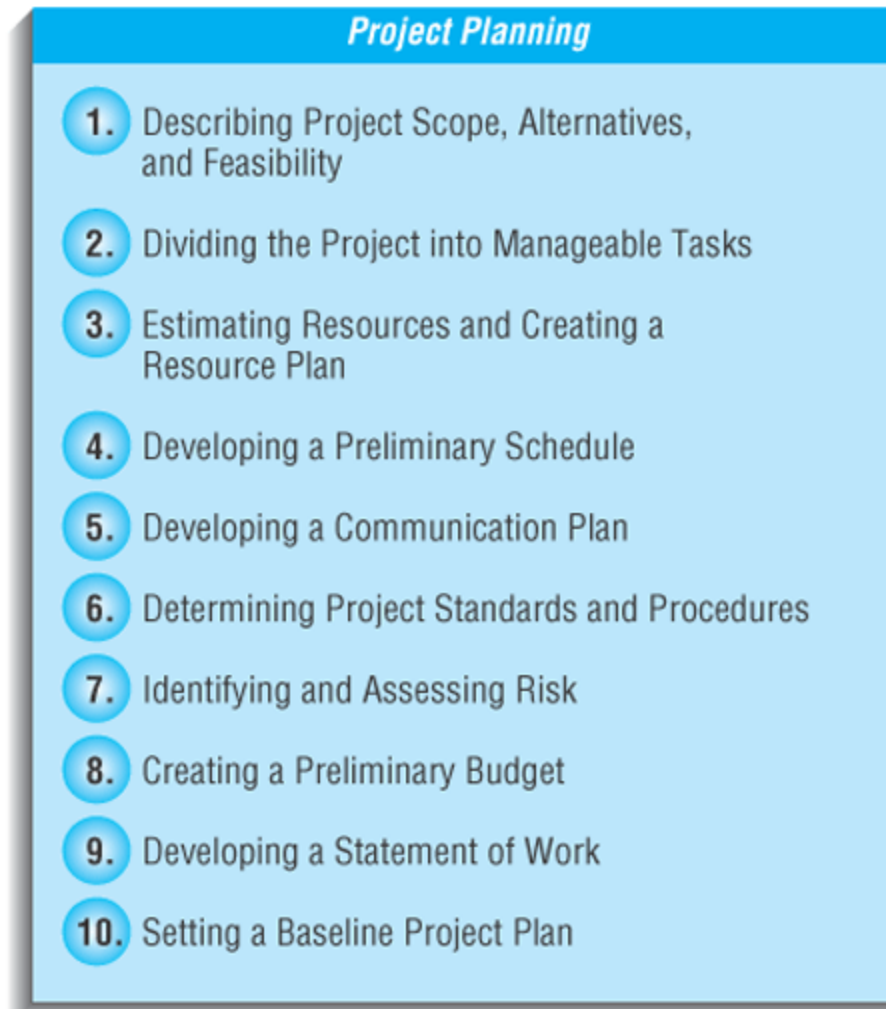 Project Planning
1. Describing Project Scope, Alternatives,
and Feasibility
2. Dividing the Project into Manageable Tasks
3. Estimating Resources and Creating a
Resource Plan
4. Developing a Preliminary Schedule
5. Developing a Communication Plan
6. Determining Project Standards and Procedures
7. Identifying and Assessing Risk
8. Creating a Preliminary Budget
9. Developing a Statement of Work
10. Setting a Baseline Project Plan